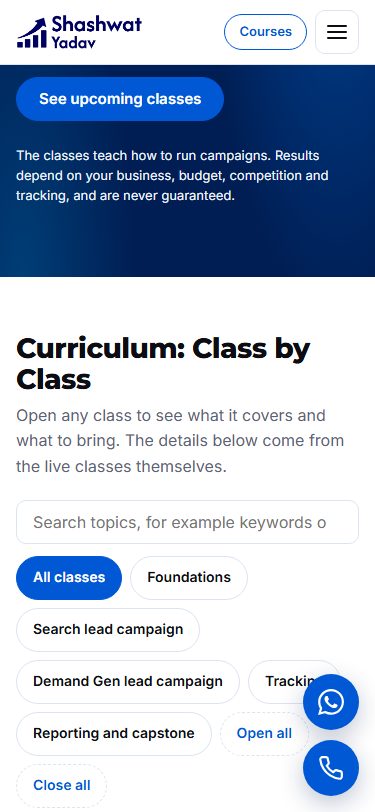 Shashwat
Yadav
Courses
See upcoming classes
The classes teach how to run campaigns. Results
depend on your business, budget, competition and
tracking, and are never guaranteed.
Curriculum: Class by
Class
Open any class to see what it covers and
what to bring. The details below come from
the live classes themselves.
Search topics, for example keywords o
All classes
Foundations
Search lead campaign
Demand Gen lead campaign
Reporting and capstone
Open all
Close all